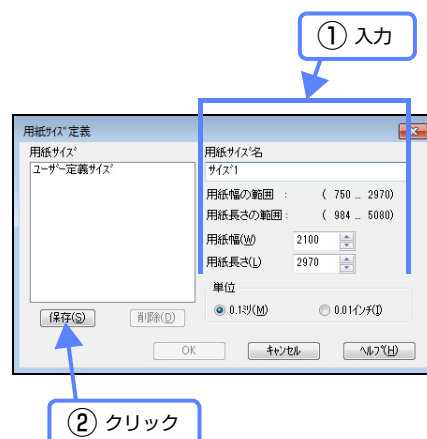 ① 入力
用紙ｻｲｽﾞ定義
用紙ｻｲｽﾞ
ﾕｰｻﾞｰ定義ｻｲｽﾞ
用紙ｻｲｽﾞ名
ｻｲｽﾞ1
用紙幅の範囲 : ( 750 _ 2970)
用紙長さの範囲 : ( 984 _ 5080)
用紙幅(W) 2100
用紙長さ(L) 2970
単位
0.1ﾐﾘ(M) 0.01インチ(I)
保存(S) 削除(D)
OK キャンセル ﾍﾙﾌﾟ(H)
② クリック